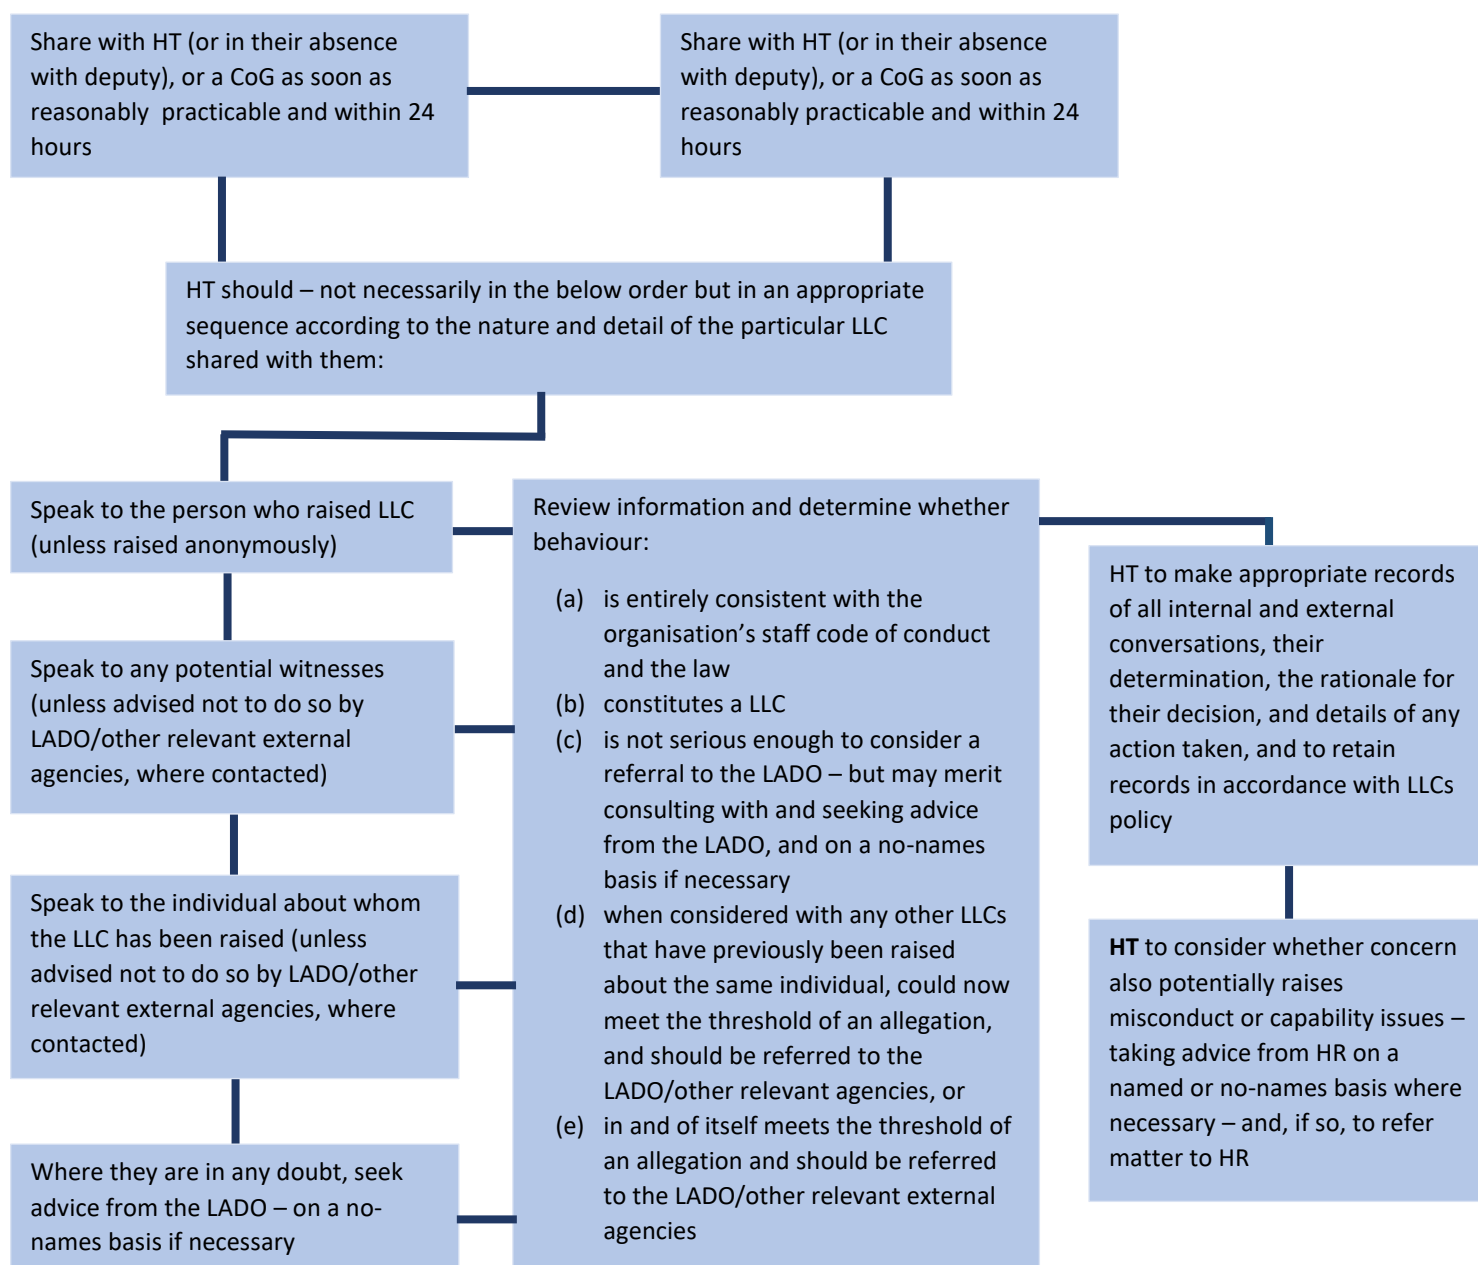 Share with HT (or in their absence
with deputy), or a CoG as soon as
reasonably  practicable and within 24
hours
Share with HT (or in their absence
with deputy), or a CoG as soon as
reasonably practicable and within 24
hours
HT should – not necessarily in the below order but in an appropriate
sequence according to the nature and detail of the particular LLC
shared with them:
Speak to the person who raised LLC
(unless raised anonymously)
Speak to any potential witnesses
(unless advised not to do so by
LADO/other relevant external
agencies, where contacted)
Speak to the individual about whom
the LLC has been raised (unless
advised not to do so by LADO/other
relevant external agencies, where
contacted)
Where they are in any doubt, seek
advice from the LADO – on a no-
names basis if necessary
Review information and determine whether
behaviour:
(a) is entirely consistent with the
organisation’s staff code of conduct
and the law
(b) constitutes a LLC
(c) is not serious enough to consider a
referral to the LADO – but may merit
consulting with and seeking advice
from the LADO, and on a no-names
basis if necessary
(d) when considered with any other LLCs
that have previously been raised
about the same individual, could now
meet the threshold of an allegation,
and should be referred to the
LADO/other relevant agencies, or
(e) in and of itself meets the threshold of
an allegation and should be referred
to the LADO/other relevant external
agencies
HT to make appropriate records
of all internal and external
conversations, their
determination, the rationale for
their decision, and details of any
action taken, and to retain
records in accordance with LLCs
policy
HT to consider whether concern
also potentially raises
misconduct or capability issues –
taking advice from HR on a
named or no-names basis where
necessary – and, if so, to refer
matter to HR